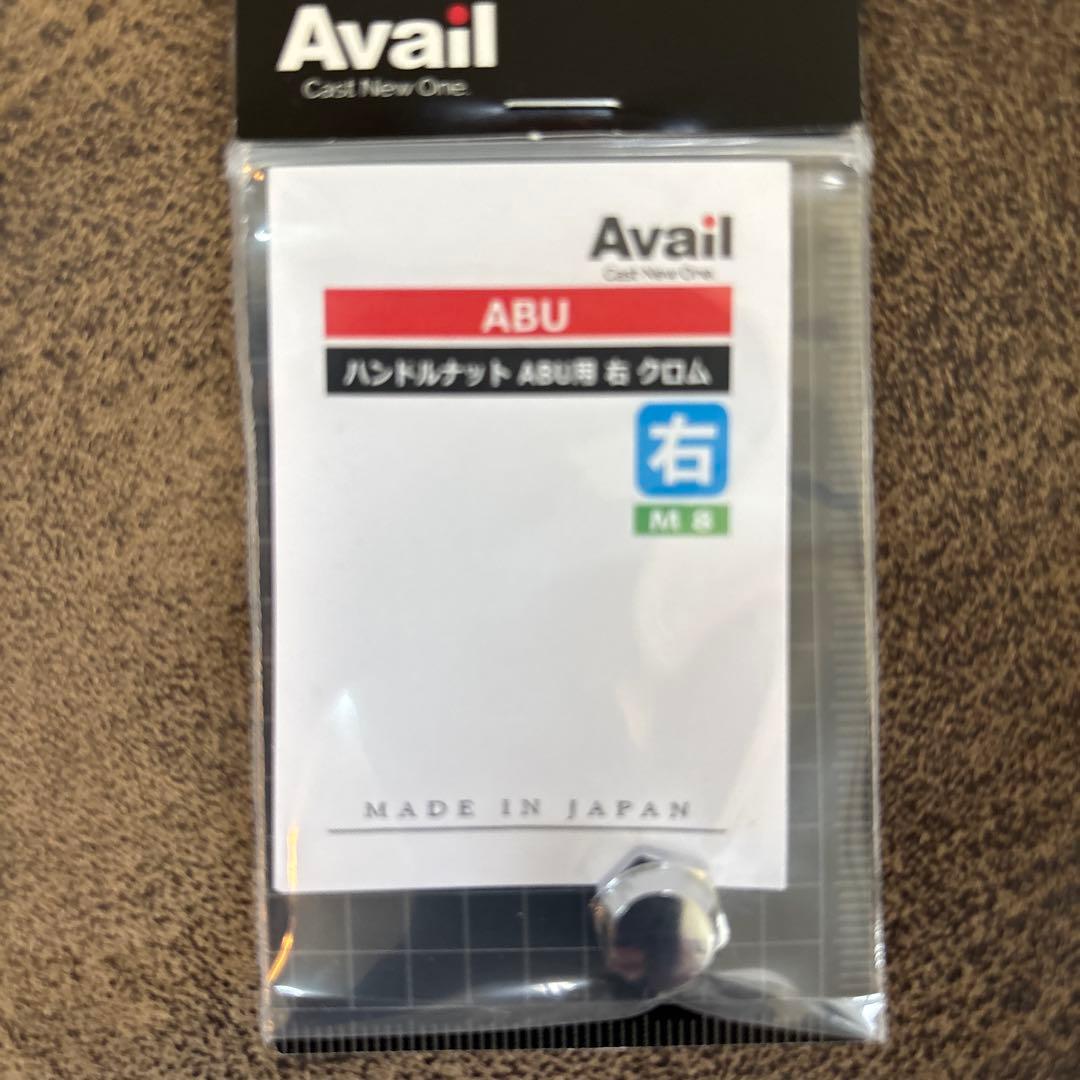 Avail
Cast New One.
Avail
Cast New One.
ABU
ハンドルナット ABU用 右 クロム
右
M 8
MADE IN JAPAN